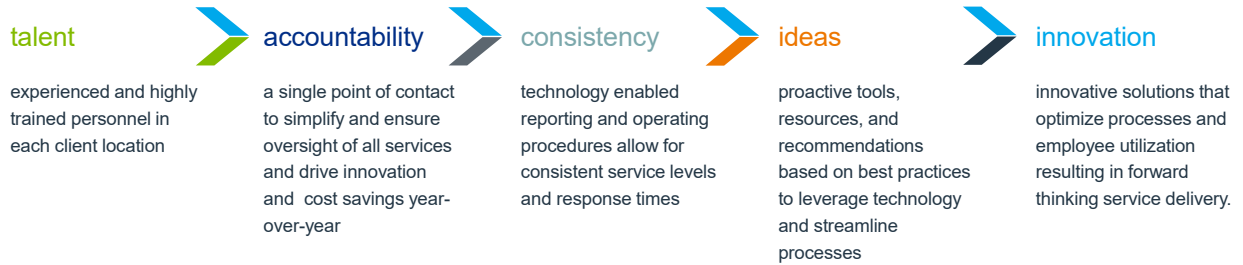 talent
experienced and highly
trained personnel in
each client location
accountability
a single point of contact
to simplify and ensure
oversight of all services
and drive innovation
and  cost savings year-
over-year
consistency
technology enabled
reporting and operating
procedures allow for
consistent service levels
and response times
ideas
proactive tools,
resources, and
recommendations
based on best practices
to leverage technology
and streamline
processes
innovation
innovative solutions that
optimize processes and
employee utilization
resulting in forward
thinking service delivery.